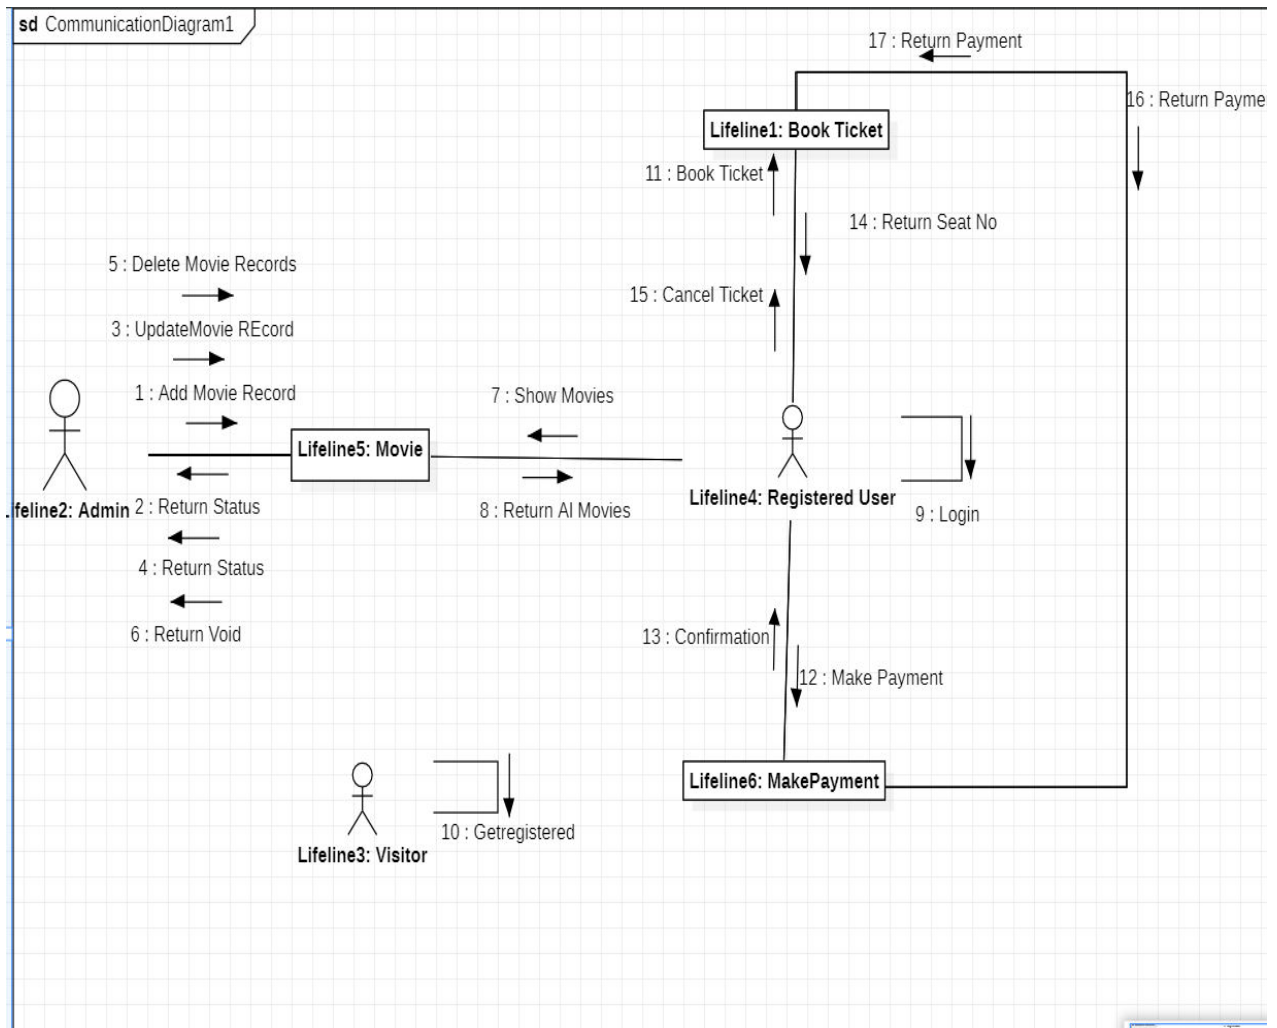 sd CommunicationDiagram1
17 : Return Payment
16 : Return Payme
Lifeline1: Book Ticket
11 : Book Ticket
14 : Return Seat No
5 : Delete Movie Records
15 : Cancel Ticket
3 : UpdateMovie REcord
1 : Add Movie Record
7 : Show Movies
Lifeline5: Movie
Lifeline4: Registered User
ifeline2: Admin
2 : Return Status
8 : Return Al Movies
9 : Login
4 : Return Status
6 : Return Void
13 : Confirmation
12 : Make Payment
Lifeline6: MakePayment
10 : Getregistered
Lifeline3: Visitor